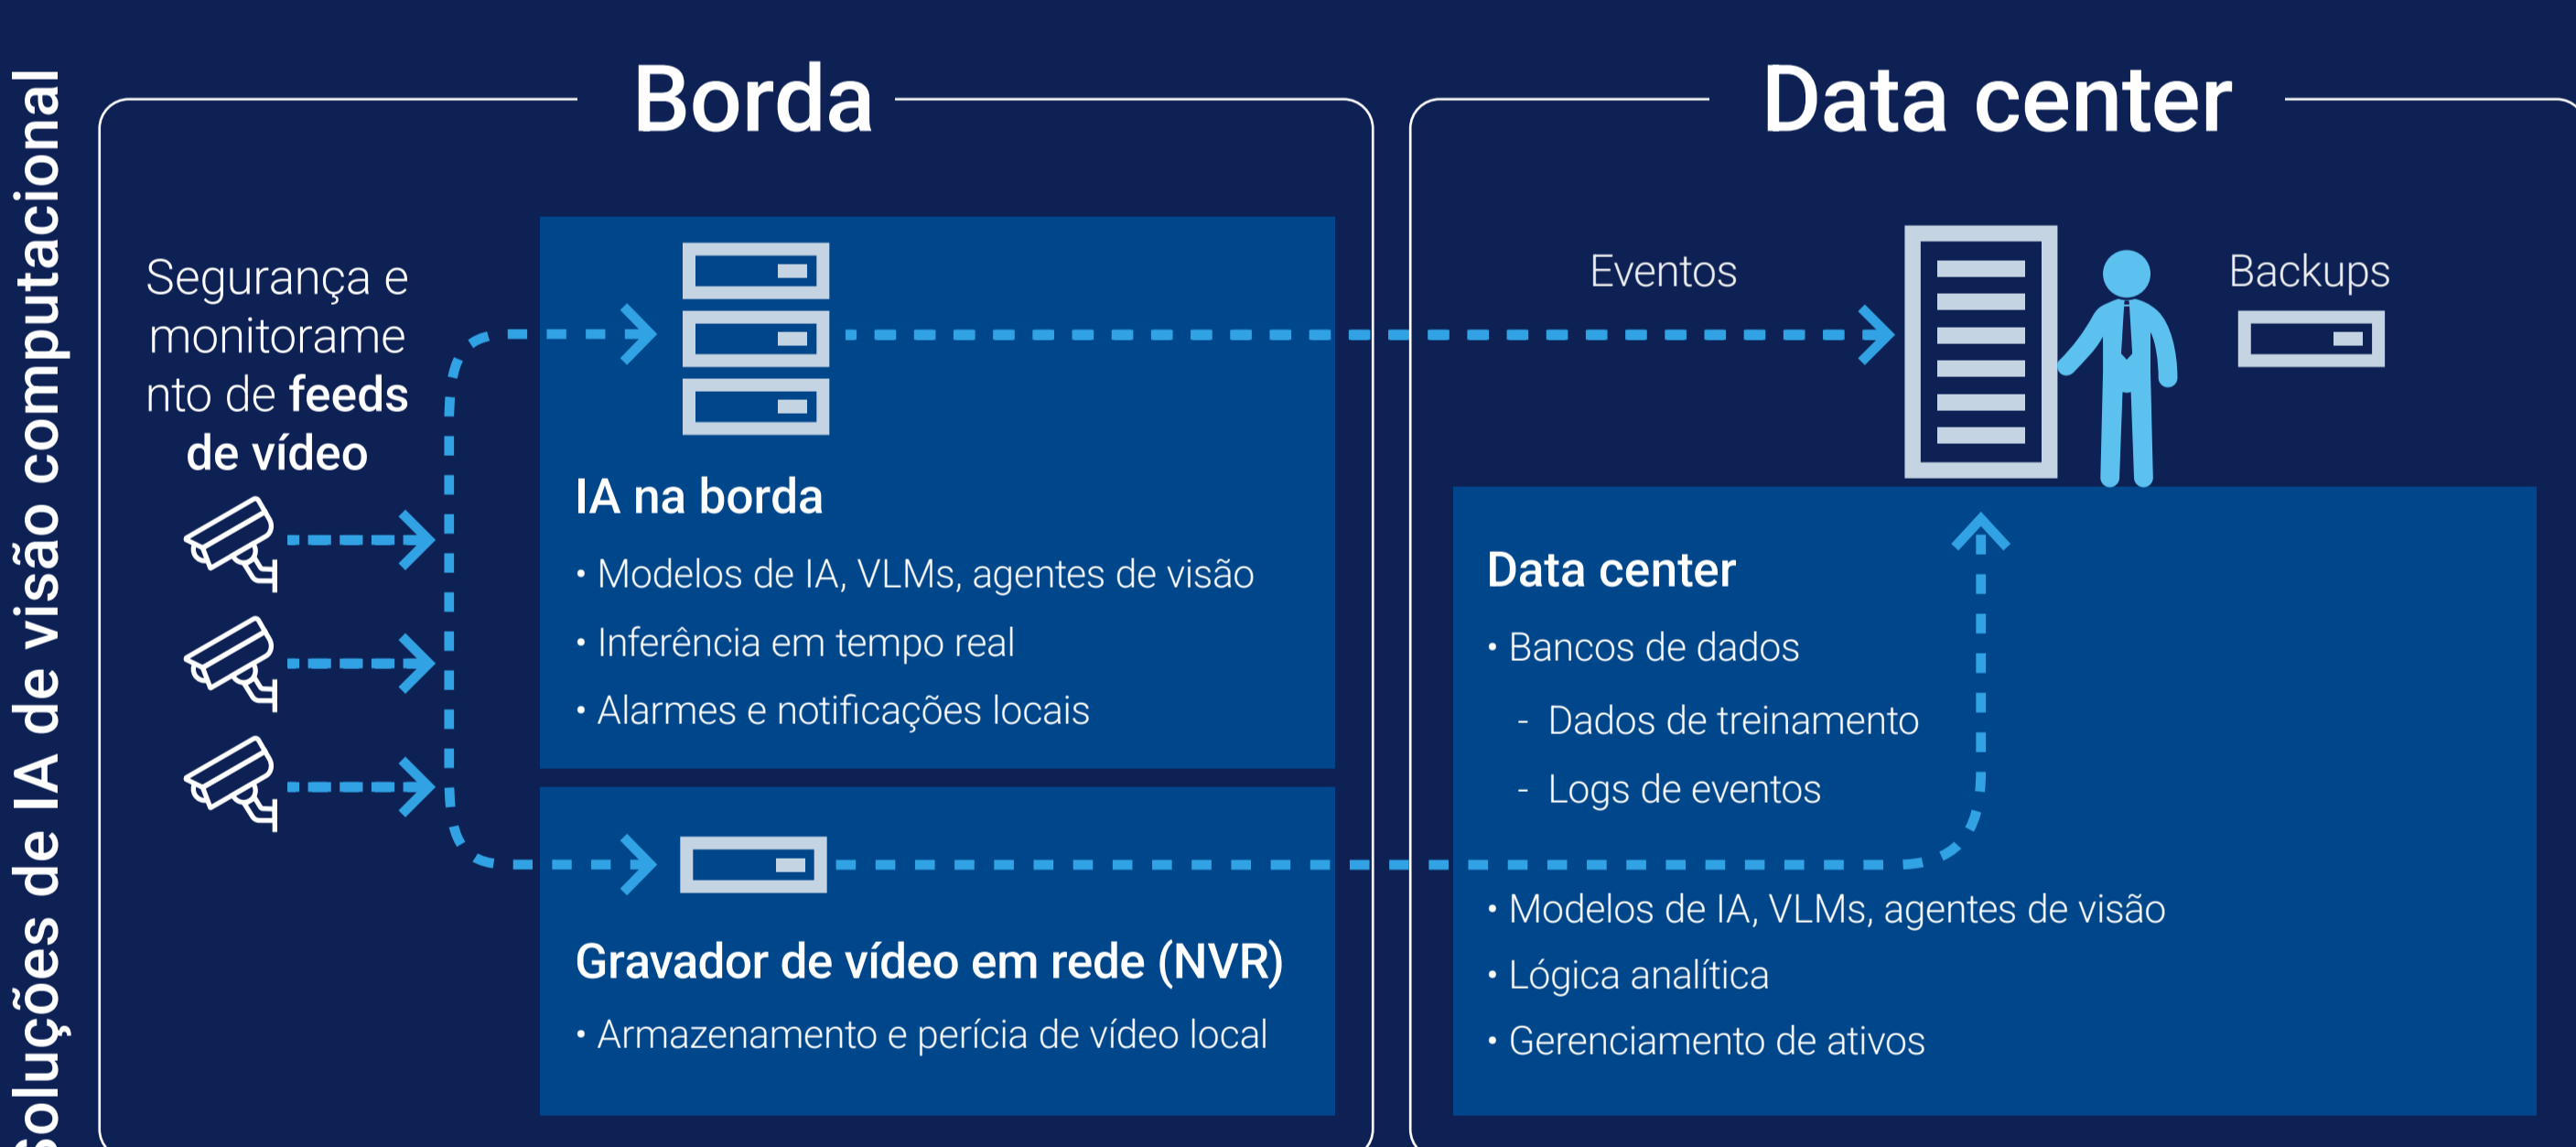 Soluções de IA de visão computacional
Borda
Segurança e
monitorame
nto de feeds
de vídeo
IA na borda
• Modelos de IA, VLMs, agentes de visão
• Inferência em tempo real
• Alarmes e notificações locais
Gravador de vídeo em rede (NVR)
• Armazenamento e perícia de vídeo local
Data center
Eventos
Backups
Data center
• Bancos de dados
- Dados de treinamento
- Logs de eventos
• Modelos de IA, VLMs, agentes de visão
• Lógica analítica
• Gerenciamento de ativos